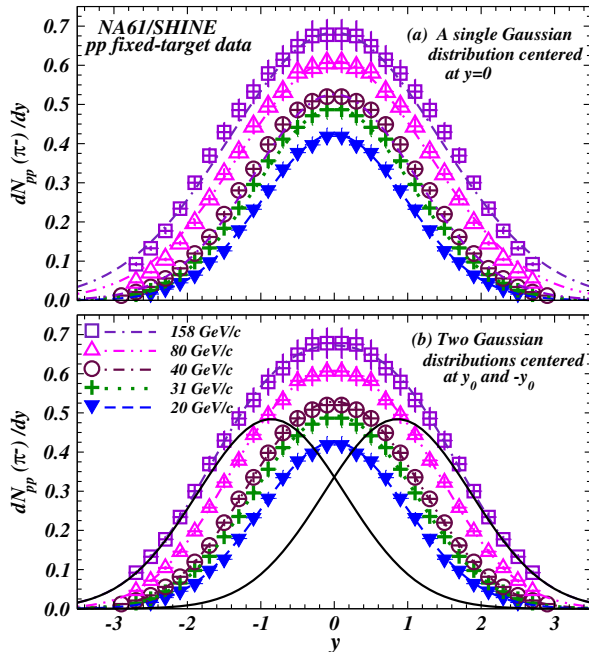 NA61/SHINE
pp fixed-target data
(a) A single Gaussian
distribution centered
at y=0
dN_pp (π⁻) /dy
0.7
0.6
0.5
0.4
0.3
0.2
0.1
0.0
158 GeV/c
80 GeV/c
40 GeV/c
31 GeV/c
20 GeV/c
(b) Two Gaussian
distributions centered
at y_0 and -y_0
dN_pp (π⁻) /dy
0.7
0.6
0.5
0.4
0.3
0.2
0.1
0.0
-3 -2 -1 0 1 2 3
y